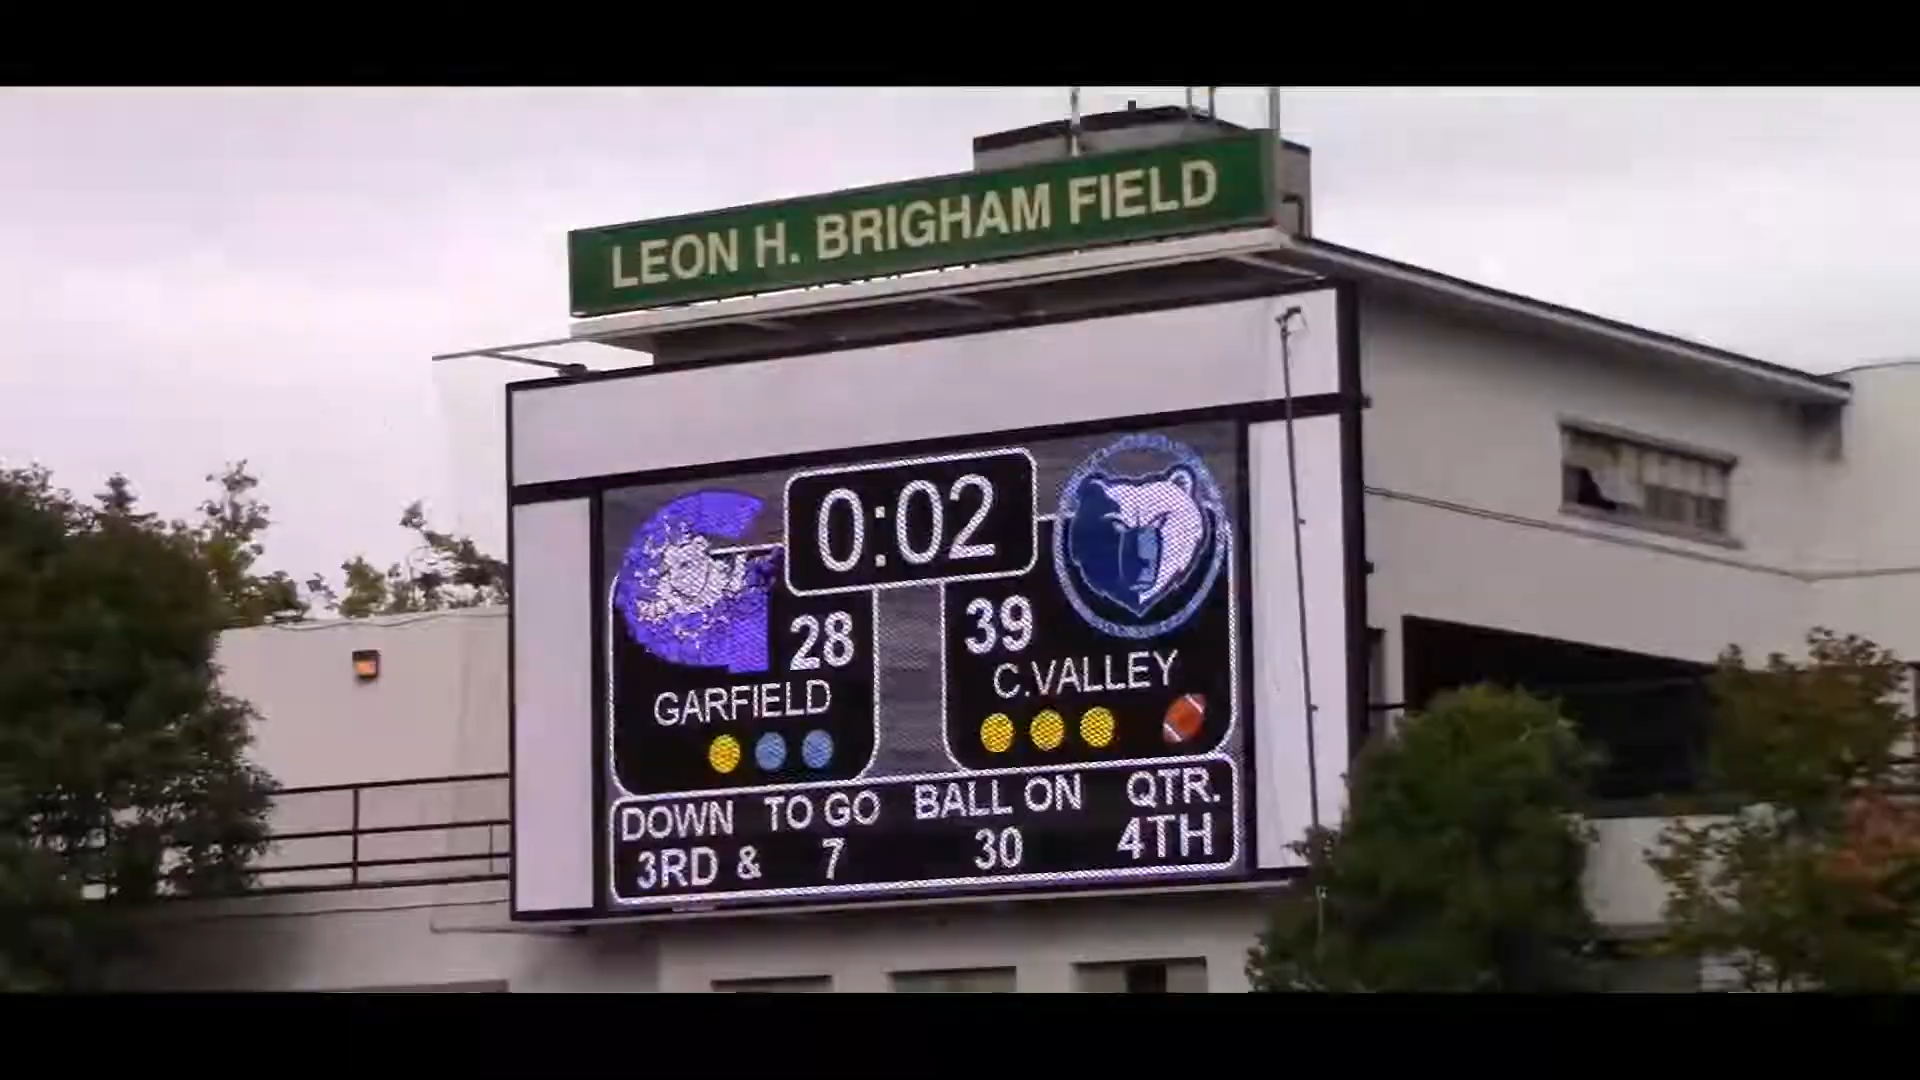 LEON H. BRIGHAM FIELD
0:02
28
39
GARFIELD
C.VALLEY
DOWN TO GO BALL ON QTR.
3RD & 7 30 4TH